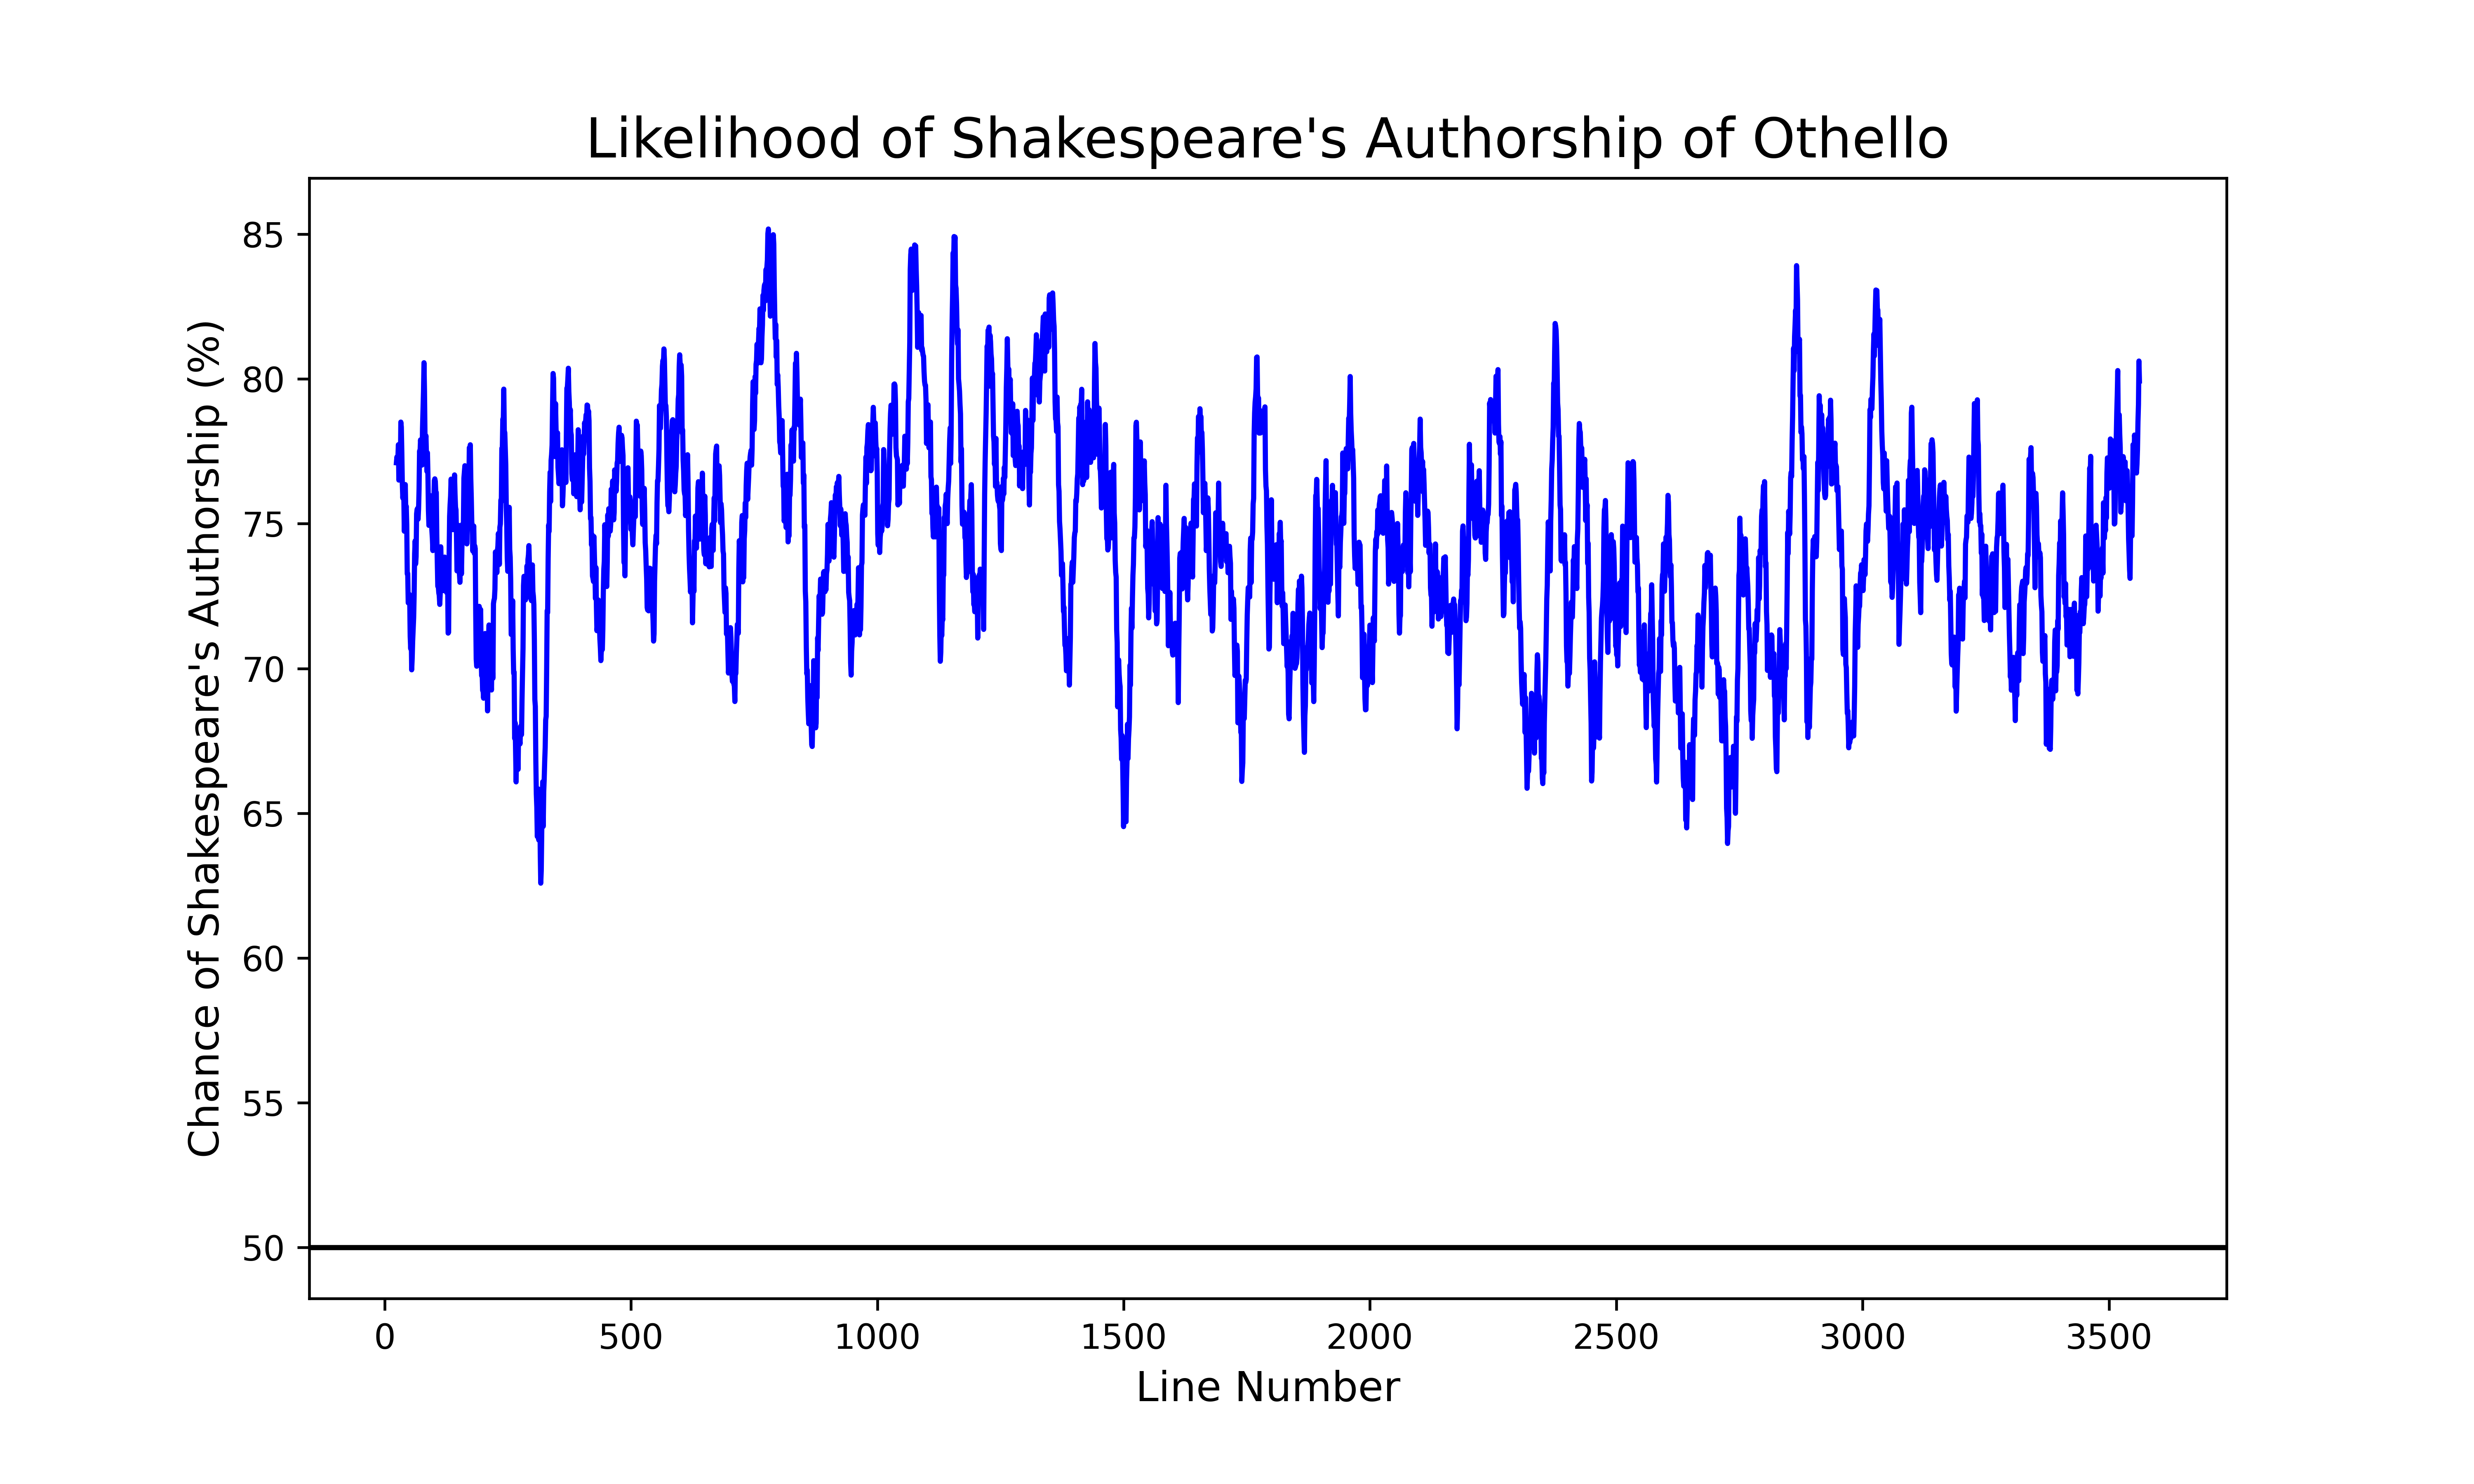 Likelihood of Shakespeare's Authorship of Othello
Chance of Shakespeare's Authorship (%)
85
80
75
70
65
60
55
50
0 500 1000 1500 2000 2500 3000 3500
Line Number